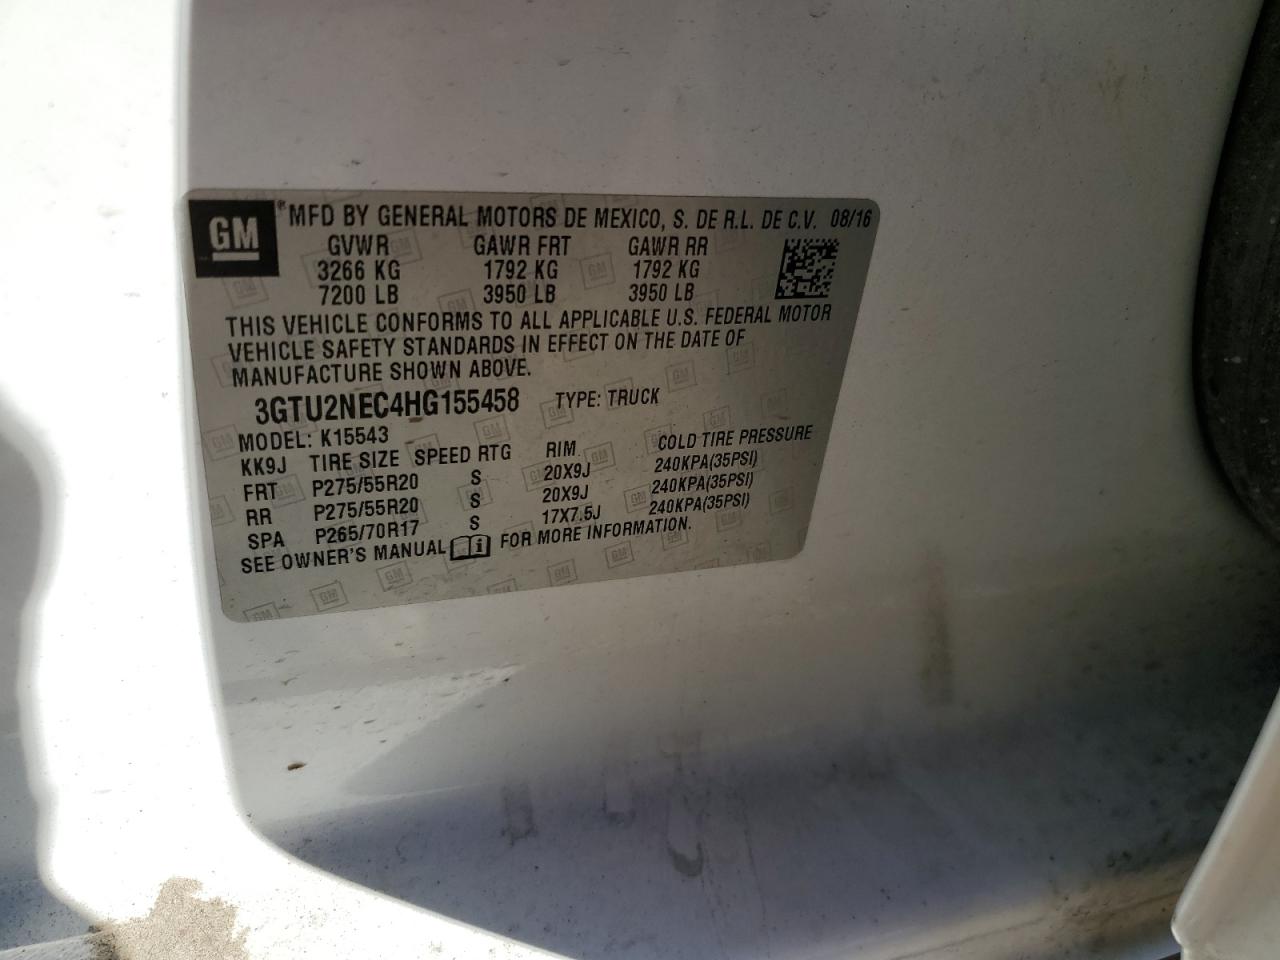 GM ® MFD BY GENERAL MOTORS DE MEXICO, S. DE R.L. DE C.V. 08/16
GVWR GAWR FRT GAWR RR
3266 KG 1792 KG 1792 KG
7200 LB 3950 LB 3950 LB
THIS VEHICLE CONFORMS TO ALL APPLICABLE U.S. FEDERAL MOTOR
VEHICLE SAFETY STANDARDS IN EFFECT ON THE DATE OF
MANUFACTURE SHOWN ABOVE.
3GTU2NEC4HG155458 TYPE: TRUCK
MODEL: K15543
KK9J TIRE SIZE SPEED RTG RIM COLD TIRE PRESSURE
FRT P275/55R20 S 20X9J 240KPA(35PSI)
RR P275/55R20 S 20X9J 240KPA(35PSI)
SPA P265/70R17 S 17X7.5J 240KPA(35PSI)
SEE OWNER'S MANUAL i FOR MORE INFORMATION.